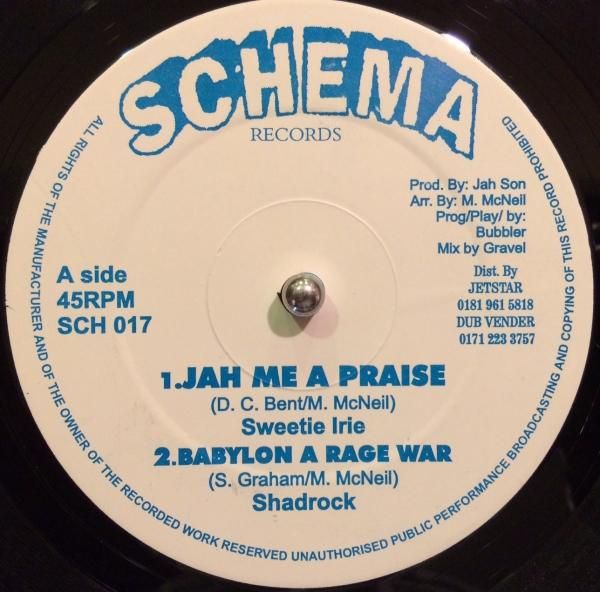 SCHEMA
RECORDS
Prod. By: Jah Son
Arr. By: M. McNeil
Prog/Play/ by:
Bubbler
Mix by Gravel
Dist. By
JETSTAR
0181 961 5818
DUB VENDER
0171 223 3757
A side
45RPM
SCH 017
1.JAH ME A PRAISE
(D. C. Bent/M. McNeil)
Sweetie Irie
2.BABYLON A RAGE WAR
(S. Graham/M. McNeil)
Shadrock
ALL RIGHTS OF THE MANUFACTURER AND OF THE OWNER OF THE RECORDED WORK RESERVED UNAUTHORISED PUBLIC PERFORMANCE BROADCASTING AND COPYING OF THIS RECORD PROHIBITED